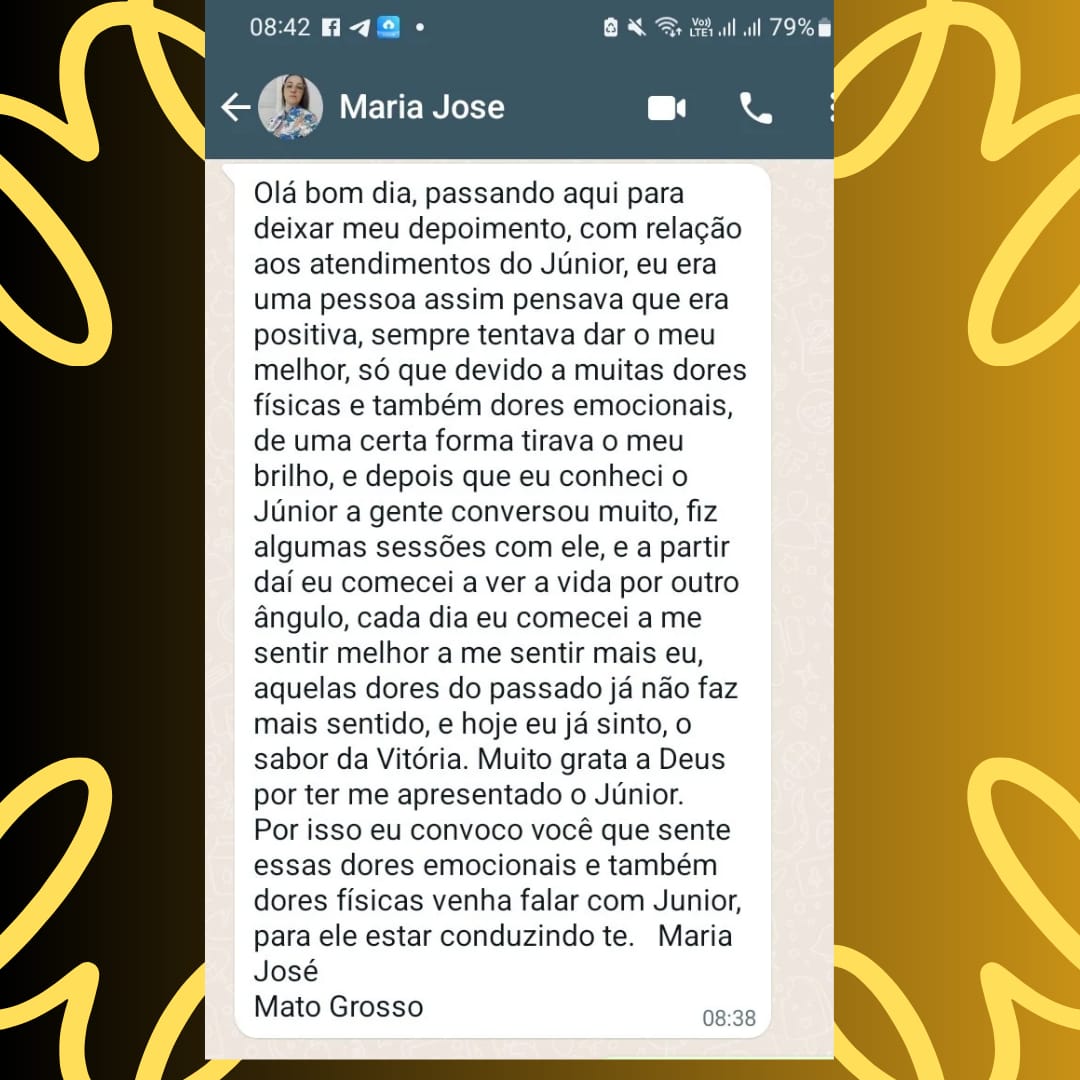 08:42
Vo))
LTE1
79%
Maria Jose
Olá bom dia, passando aqui para
deixar meu depoimento, com relação
aos atendimentos do Júnior, eu era
uma pessoa assim pensava que era
positiva, sempre tentava dar o meu
melhor, só que devido a muitas dores
físicas e também dores emocionais,
de uma certa forma tirava o meu
brilho, e depois que eu conheci o
Júnior a gente conversou muito, fiz
algumas sessões com ele, e a partir
daí eu comecei a ver a vida por outro
ângulo, cada dia eu comecei a me
sentir melhor a me sentir mais eu,
aquelas dores do passado já não faz
mais sentido, e hoje eu já sinto, o
sabor da Vitória. Muito grata a Deus
por ter me apresentado o Júnior.
Por isso eu convoco você que sente
essas dores emocionais e também
dores físicas venha falar com Junior,
para ele estar conduzindo te.   Maria
José
Mato Grosso
08:38